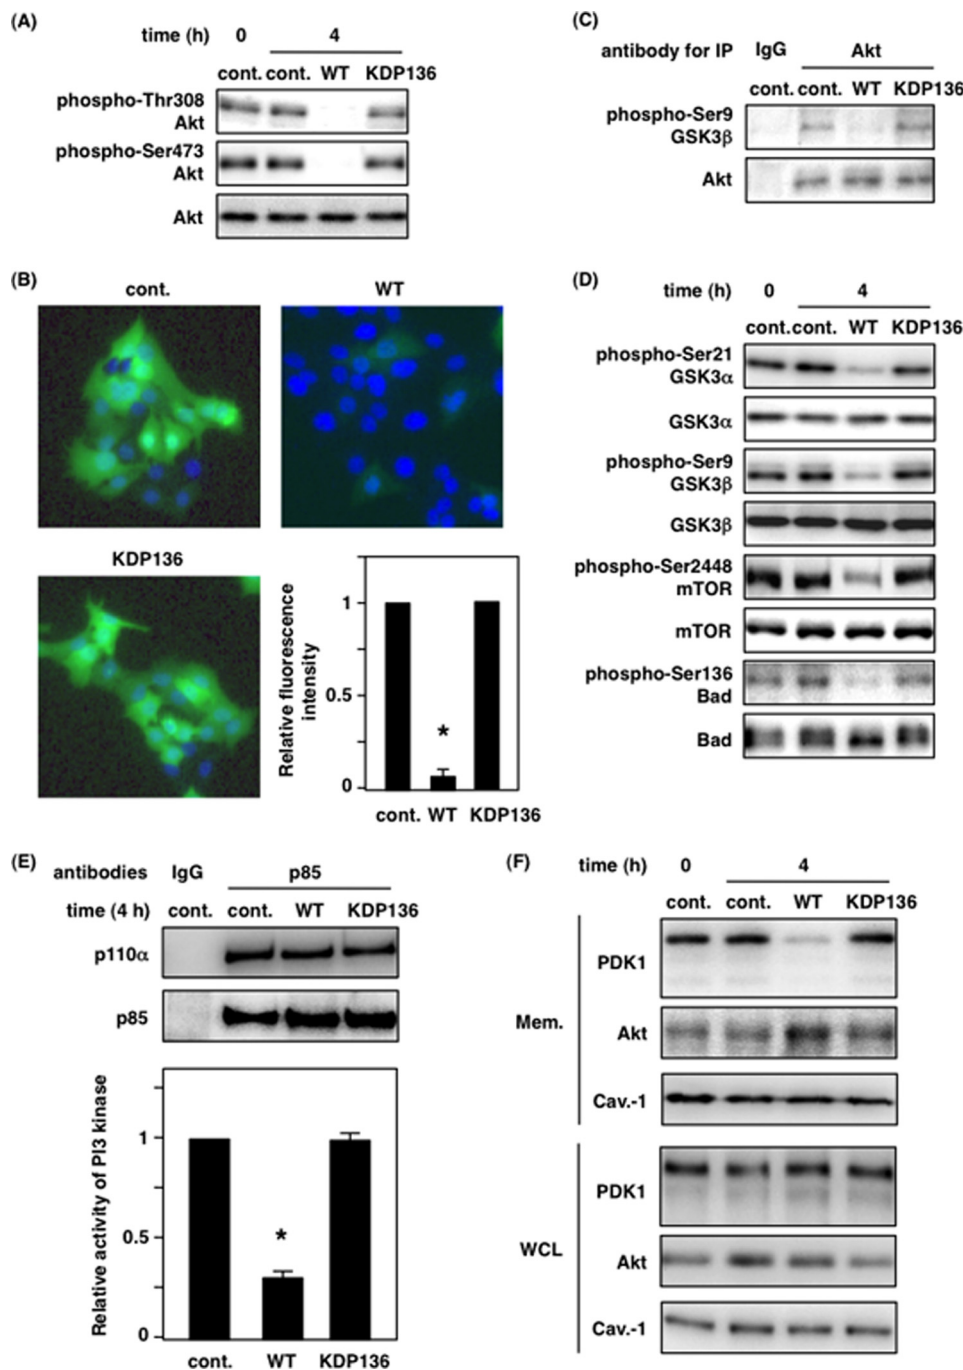 (A)
time (h) 0 4
cont. cont. WT KDP136
phospho-Thr308
Akt
phospho-Ser473
Akt
Akt
(B)
cont.
WT
KDP136
Relative fluorescence
intensity
1
0.5
0
*
cont. WT KDP136
(C)
antibody for IP IgG Akt
cont. cont. WT KDP136
phospho-Ser9
GSK3β
Akt
(D)
time (h) 0 4
cont. cont. WT KDP136
phospho-Ser21
GSK3α
GSK3α
phospho-Ser9
GSK3β
GSK3β
phospho-Ser2448
mTOR
mTOR
phospho-Ser136
Bad
Bad
(E)
antibodies IgG p85
time (4 h) cont. cont. WT KDP136
p110α
p85
Relative activity of PI3 kinase
1
0.5
0
*
cont. WT KDP136
(F)
time (h) 0 4
cont. cont. WT KDP136
Mem.
PDK1
Akt
Cav.-1
WCL
PDK1
Akt
Cav.-1